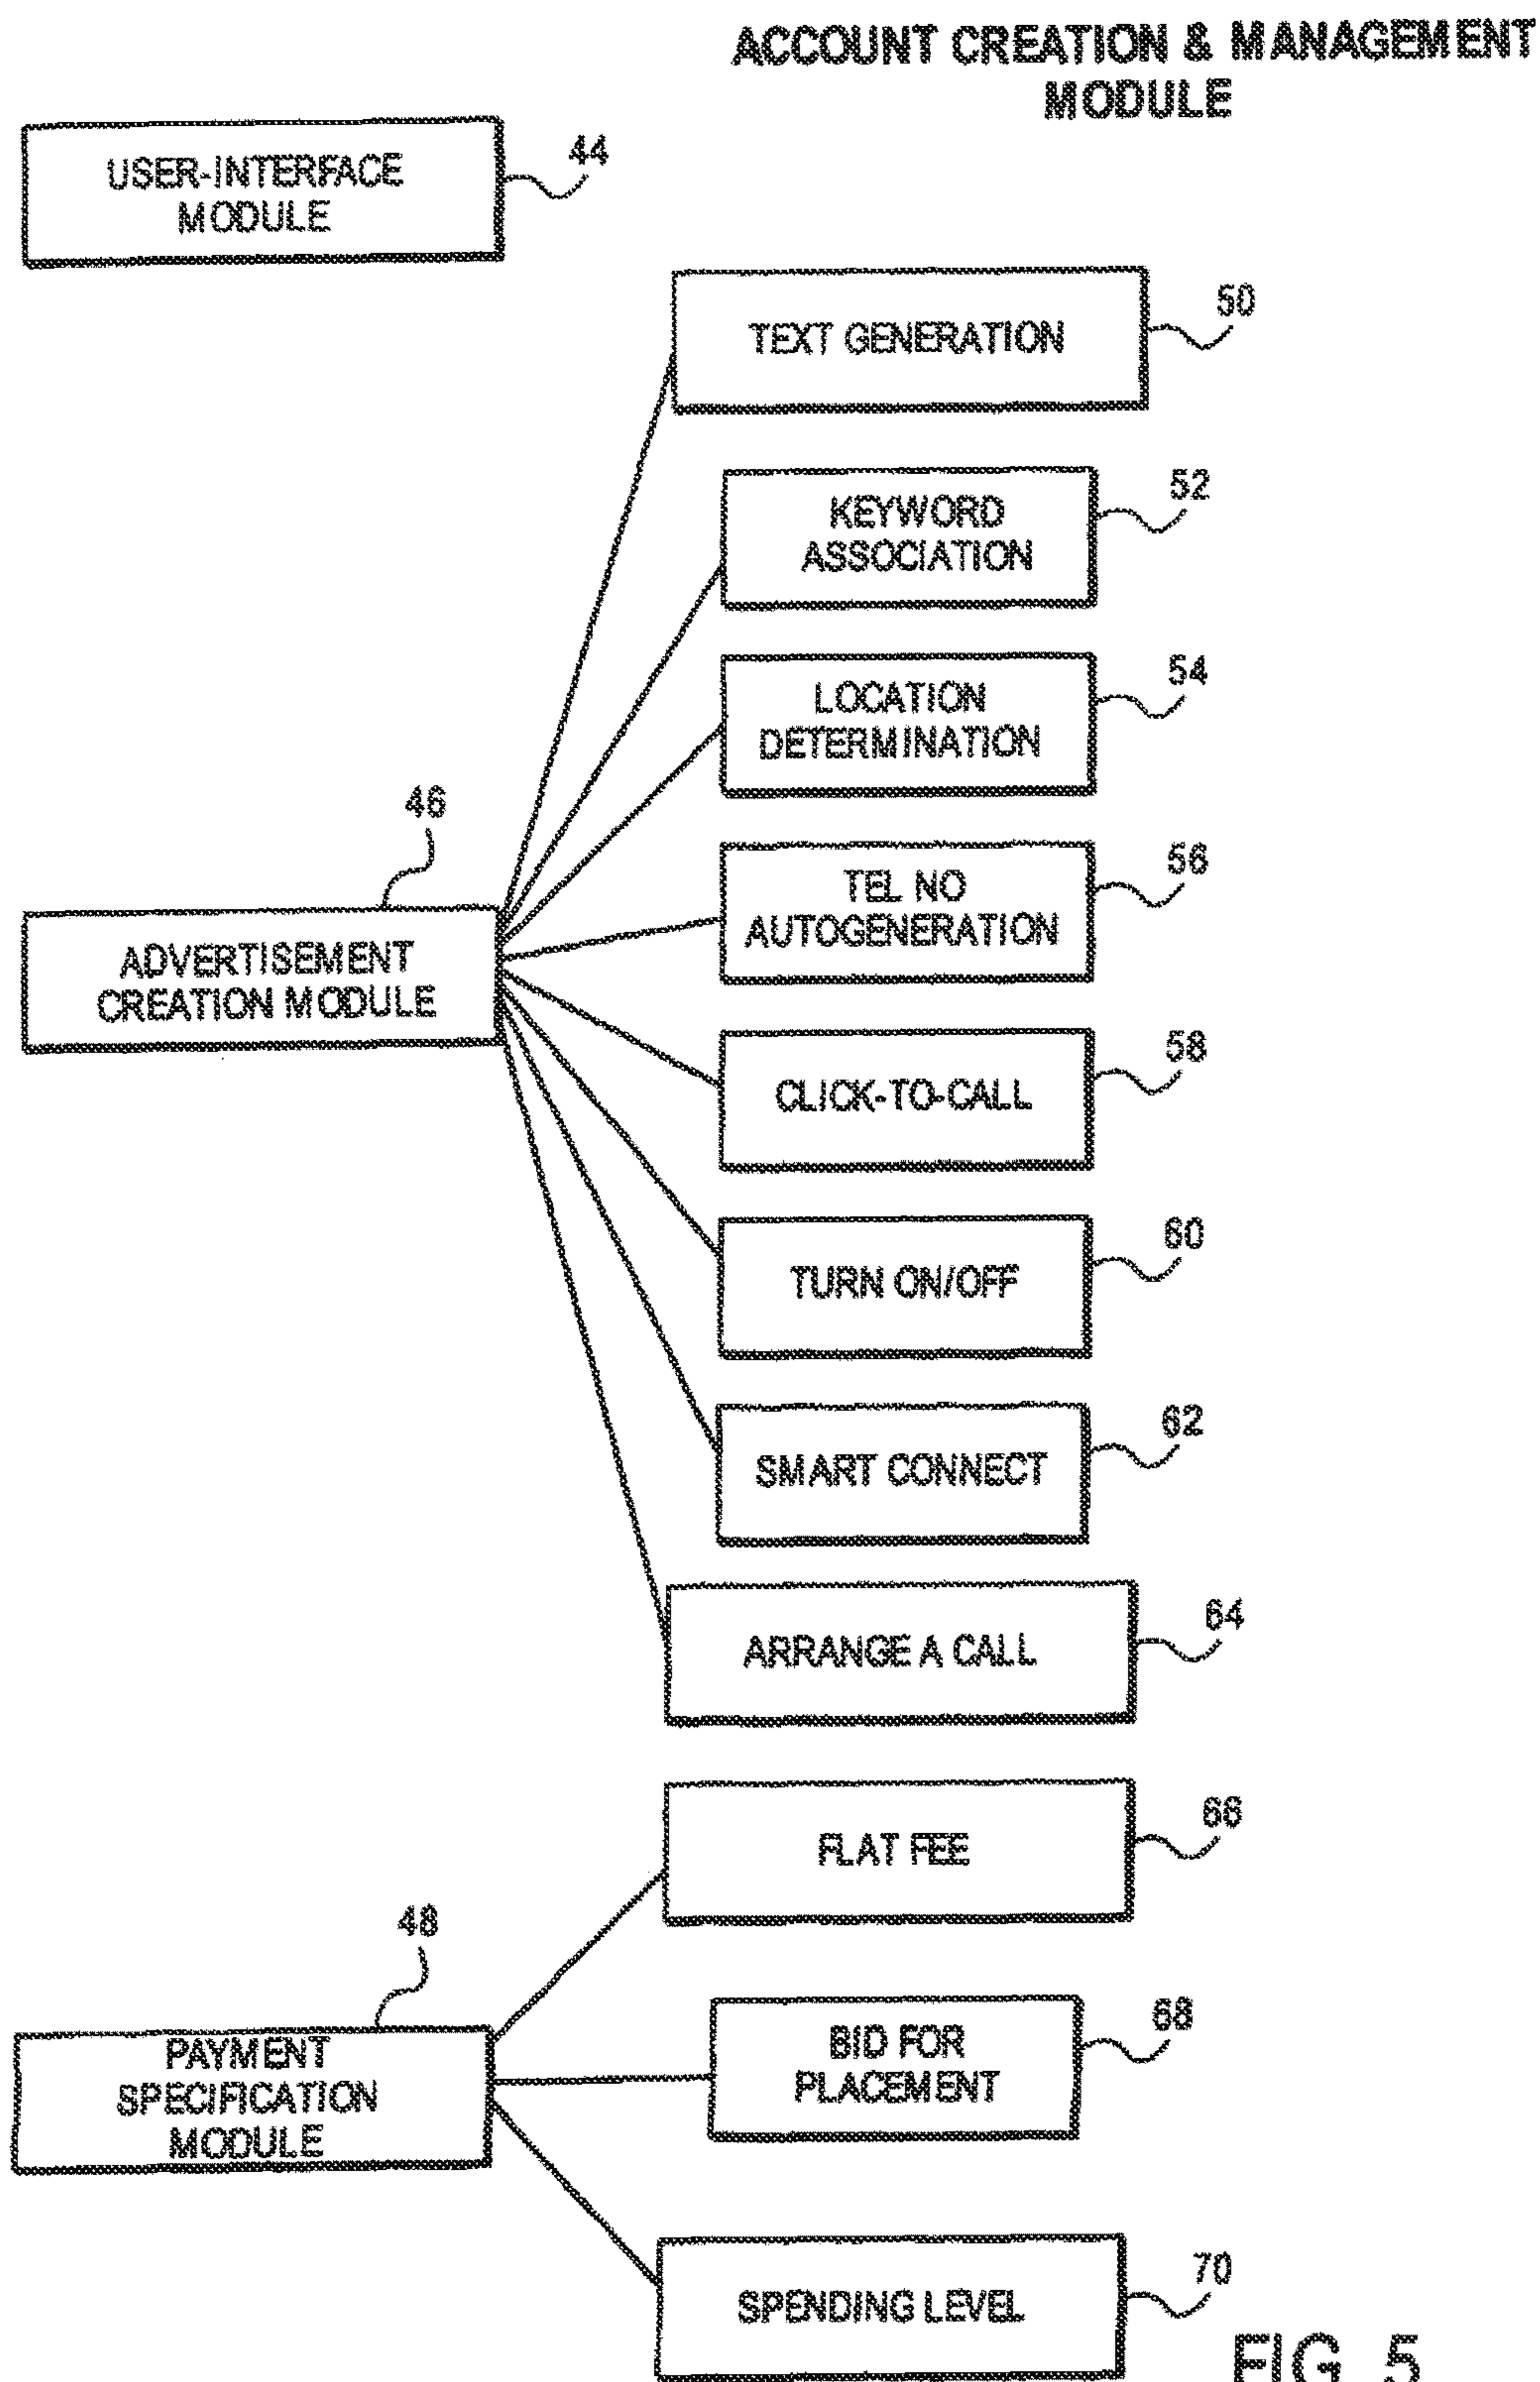 ACCOUNT CREATION & MANAGEMENT
MODULE
USER-INTERFACE
MODULE
44
TEXT GENERATION
50
KEYWORD
ASSOCIATION
52
LOCATION
DETERMINATION
54
46
ADVERTISEMENT
CREATION MODULE
TEL NO
AUTOGENERATION
56
CLICK-TO-CALL
58
TURN ON/OFF
60
SMART CONNECT
62
ARRANGE A CALL
64
FLAT FEE
66
48
PAYMENT
SPECIFICATION
MODULE
BID FOR
PLACEMENT
68
SPENDING LEVEL
70
FIG. 5